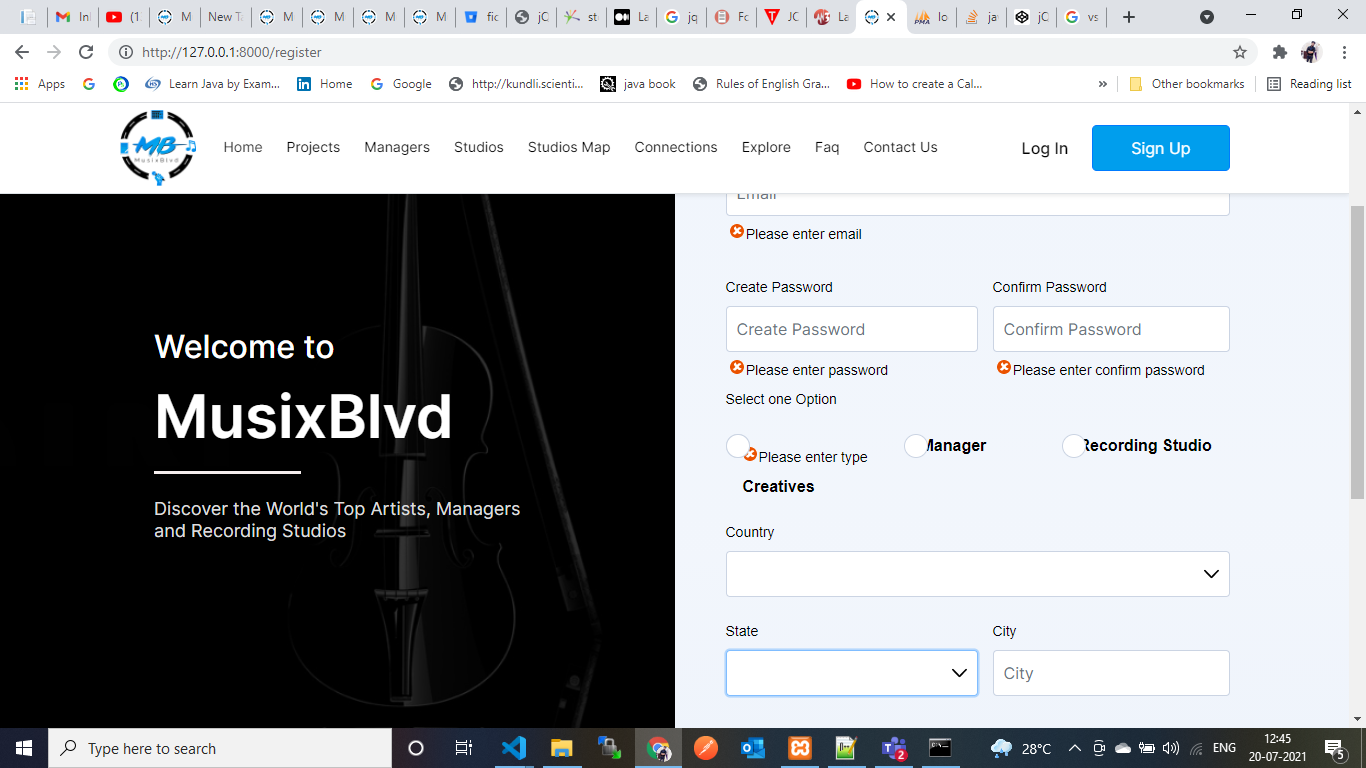 In
(1
M
New Ta
M
M
M
M
fic
jC
st
La
jq
Fc
JC
La
lo
ja
jC
vs
http://127.0.0.1:8000/register
Apps
Learn Java by Exam...
Home
Google
http://kundli.scienti...
java book
Rules of English Gra...
How to create a Cal...
»
Other bookmarks
Reading list
MB
MusixBlvd
Home
Projects
Managers
Studios
Studios Map
Connections
Explore
Faq
Contact Us
Log In
Sign Up
Email
Please enter email
Create Password
Confirm Password
Create Password
Confirm Password
Please enter password
Please enter confirm password
Select one Option
Please enter type
Manager
Recording Studio
Creatives
Country
State
City
City
Welcome to
MusixBlvd
Discover the World's Top Artists, Managers
and Recording Studios
Type here to search
28°C
ENG
12:45
20-07-2021
2
5